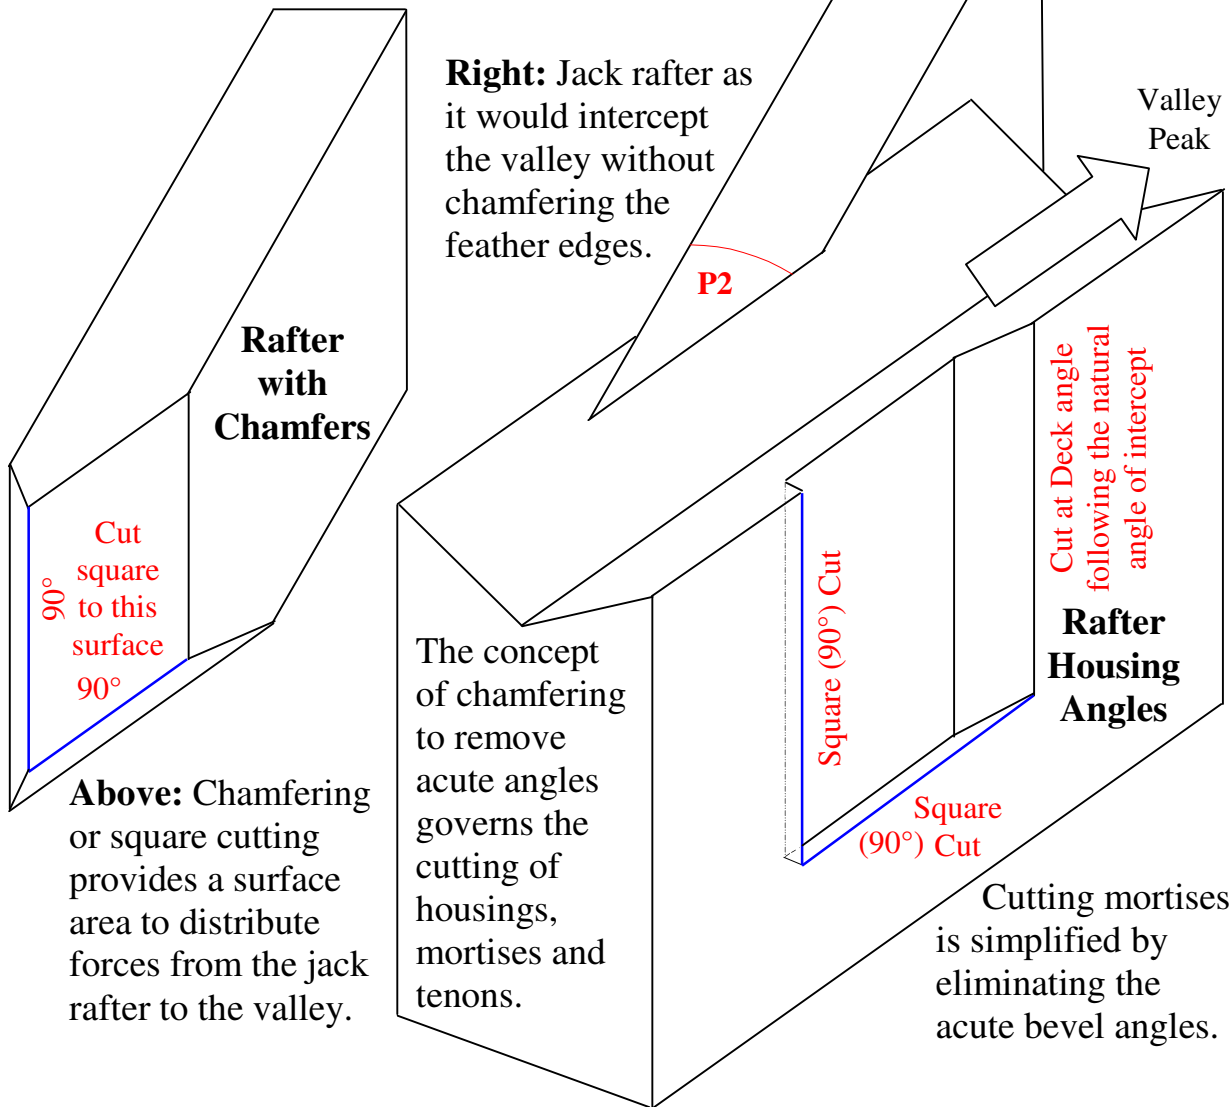 Right: Jack rafter as
it would intercept
the valley without
chamfering the
feather edges.
Valley
Peak
P2
Rafter
with
Chamfers
Cut
square
to this
surface
90°
90°
Above: Chamfering
or square cutting
provides a surface
area to distribute
forces from the jack
rafter to the valley.
The concept
of chamfering
to remove
acute angles
governs the
cutting of
housings,
mortises and
tenons.
Square (90°) Cut
Square
(90°) Cut
Cut at Deck angle
following the natural
angle of intercept
Rafter
Housing
Angles
Cutting mortises
is simplified by
eliminating the
acute bevel angles.